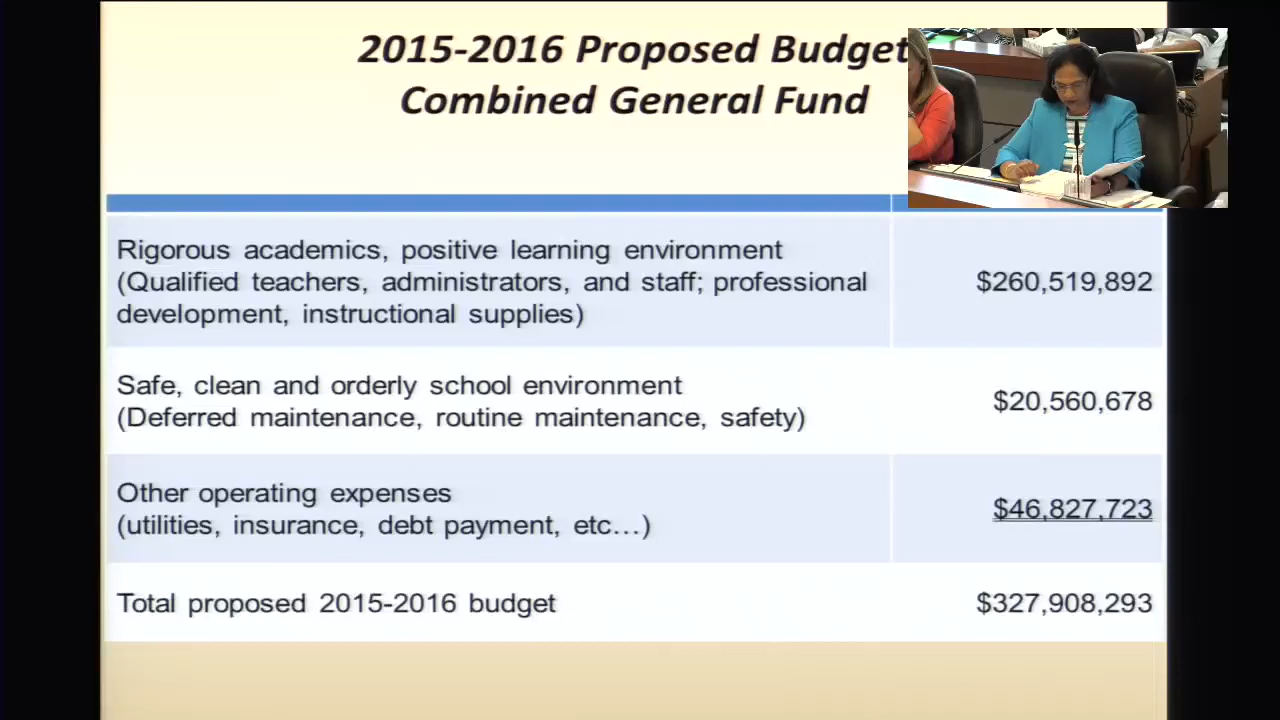 2015-2016 Proposed Budget
Combined General Fund
Rigorous academics, positive learning environment
(Qualified teachers, administrators, and staff; professional
development, instructional supplies)
$260,519,892
Safe, clean and orderly school environment
(Deferred maintenance, routine maintenance, safety)
$20,560,678
Other operating expenses
(utilities, insurance, debt payment, etc…)
$46,827,723
Total proposed 2015-2016 budget
$327,908,293